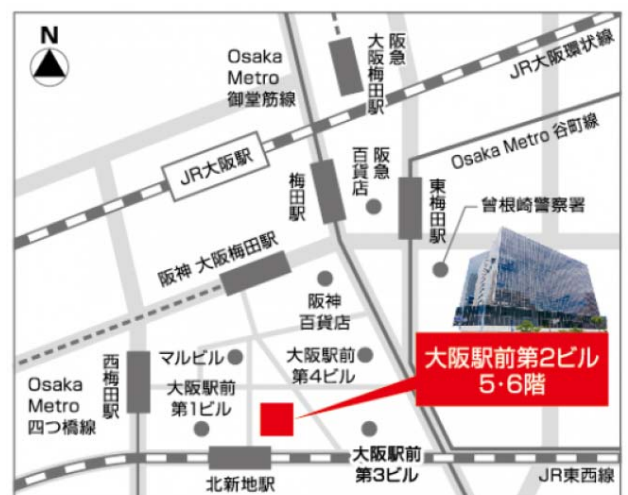 N
Osaka
Metro
御堂筋線
阪急
大阪梅田駅
JR大阪環状線
JR大阪駅
梅田駅
阪急
百貨店
Osaka Metro 谷町線
東梅田駅
曾根崎警察署
阪神 大阪梅田駅
阪神
百貨店
西梅田駅
マルビル
大阪駅前
第4ビル
大阪駅前第2ビル
5・6階
Osaka
Metro
四つ橋線
大阪駅前
第1ビル
大阪駅前
第3ビル
北新地駅
JR東西線